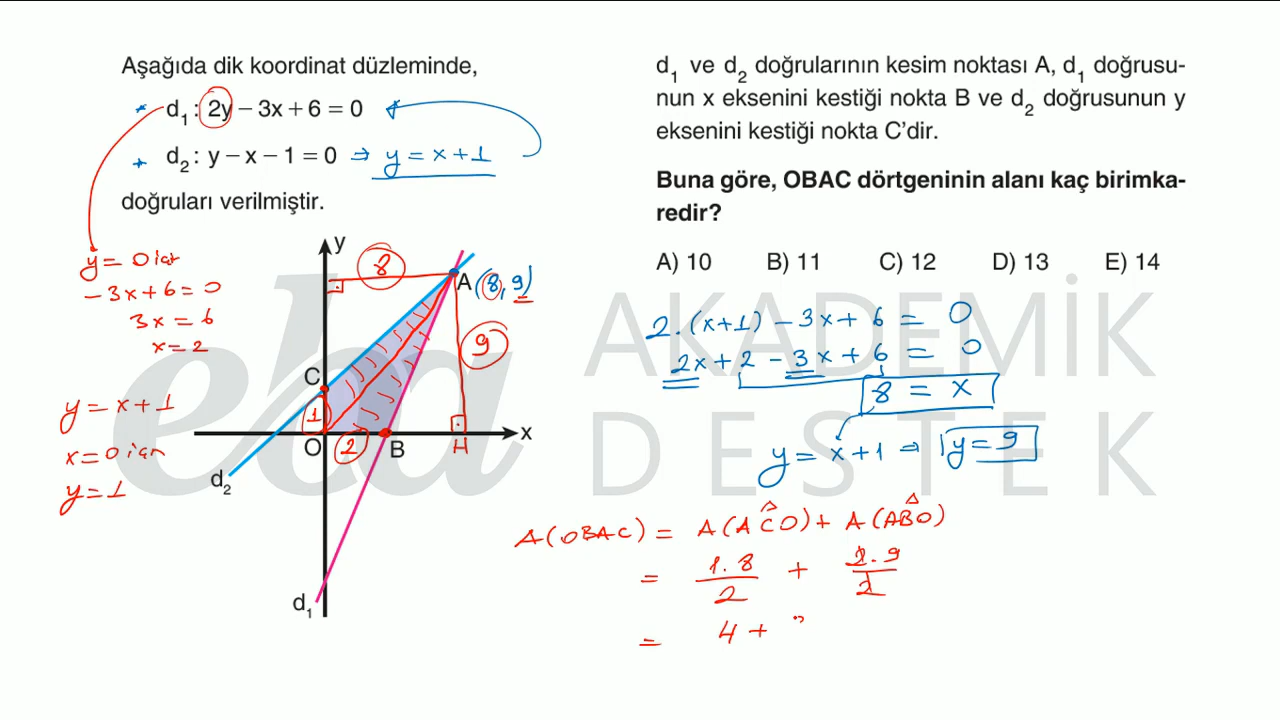 Aşağıda dik koordinat düzleminde,
d₁ : 2y – 3x + 6 = 0
d₂ : y – x – 1 = 0 ⇒ y = x+1
doğruları verilmiştir.
y = 0 için
-3x+6 = 0
3x = 6
x = 2
y = x+1
x = 0 için
y = 1
y
8
A (8, 9)
9
C
1
O
2
B
H
x
d₂
d₁
d₁ ve d₂ doğrularının kesim noktası A, d₁ doğrusu-
nun x eksenini kestiği nokta B ve d₂ doğrusunun y
eksenini kestiği nokta C'dir.
Buna göre, OBAC dörtgeninin alanı kaç birimka-
redir?
A) 10 B) 11 C) 12 D) 13 E) 14
2.(x+1) - 3x + 6 = 0
2x + 2 - 3x + 6 = 0
8 = x
y = x+1 ⇒ y = 9
A(OBAC) = A(ACO) + A(ABO)
= 1.8/2 + 2.9/2
= 4 +
eba
AKADEMİK
DESTEK